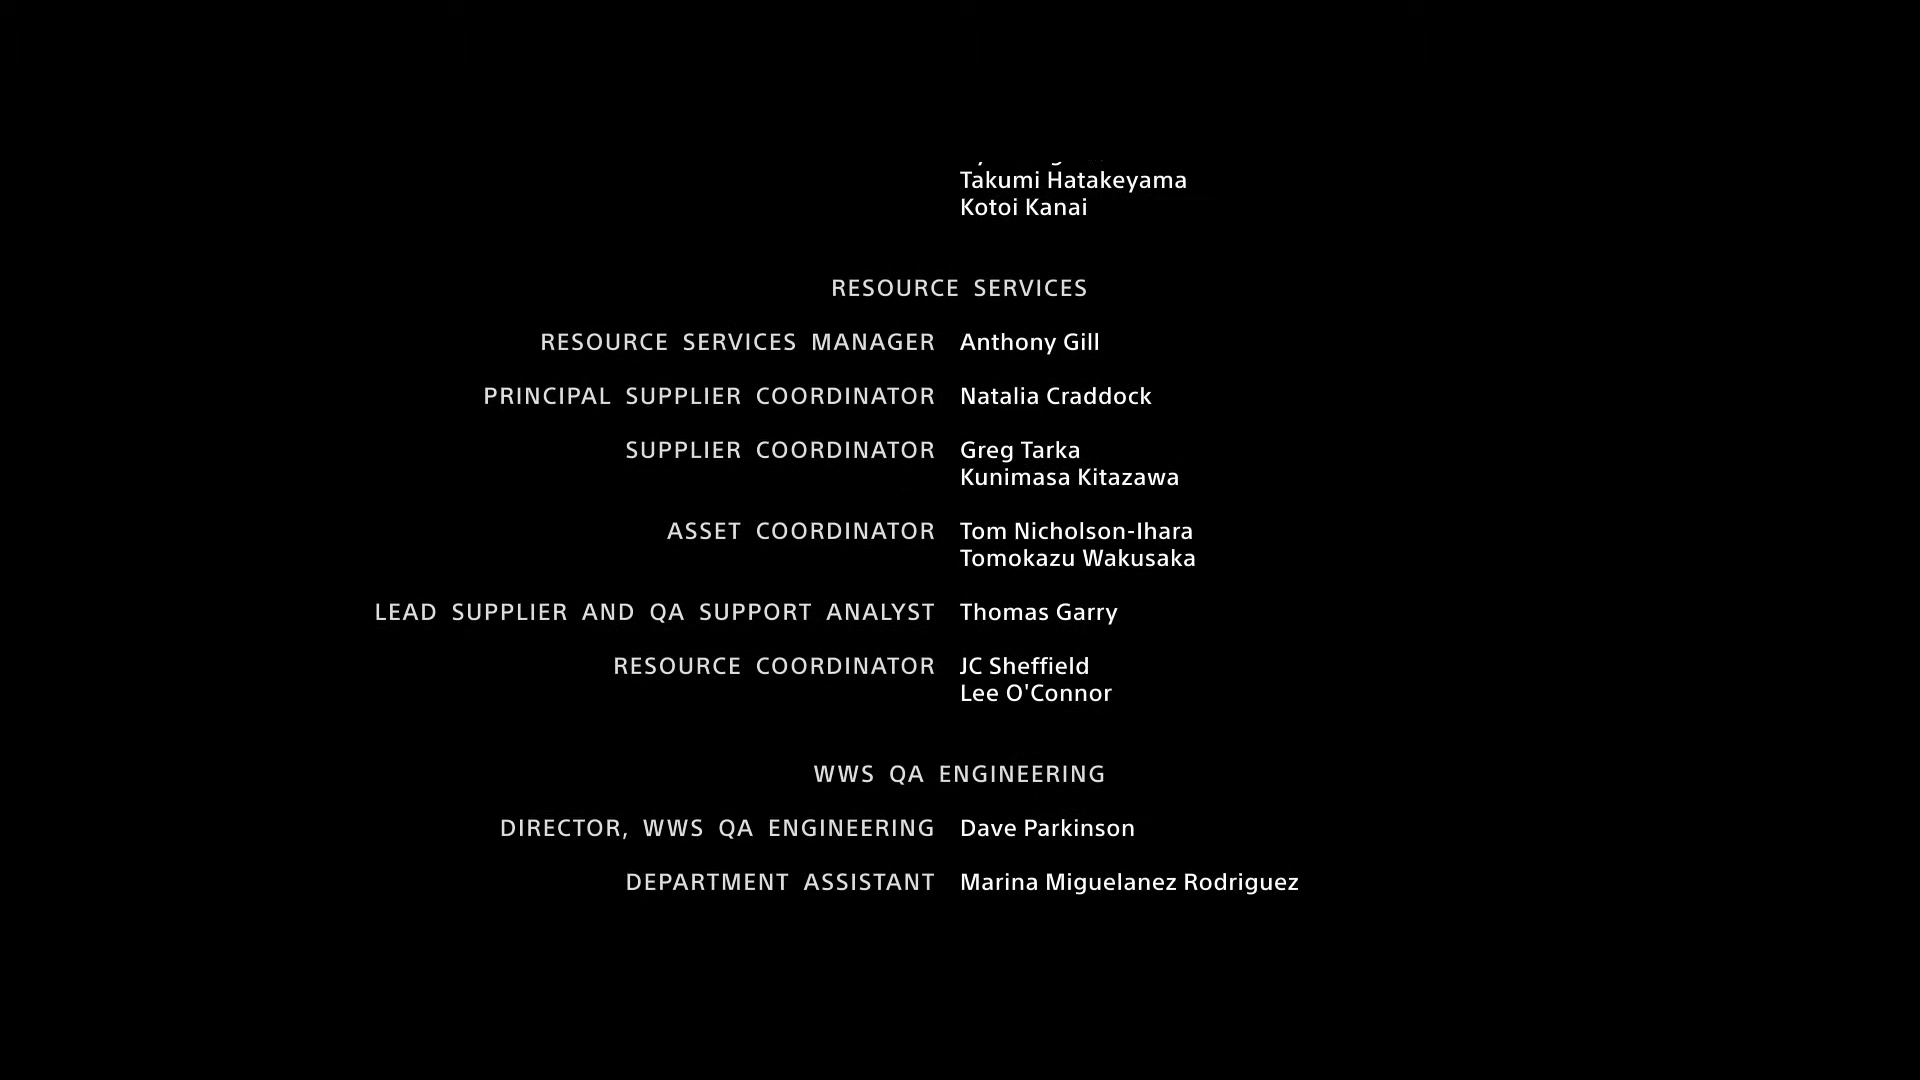 Takumi Hatakeyama
Kotoi Kanai
RESOURCE SERVICES
RESOURCE SERVICES MANAGER Anthony Gill
PRINCIPAL SUPPLIER COORDINATOR Natalia Craddock
SUPPLIER COORDINATOR Greg Tarka
Kunimasa Kitazawa
ASSET COORDINATOR Tom Nicholson-Ihara
Tomokazu Wakusaka
LEAD SUPPLIER AND QA SUPPORT ANALYST Thomas Garry
RESOURCE COORDINATOR JC Sheffield
Lee O'Connor
WWS QA ENGINEERING
DIRECTOR, WWS QA ENGINEERING Dave Parkinson
DEPARTMENT ASSISTANT Marina Miguelanez Rodriguez